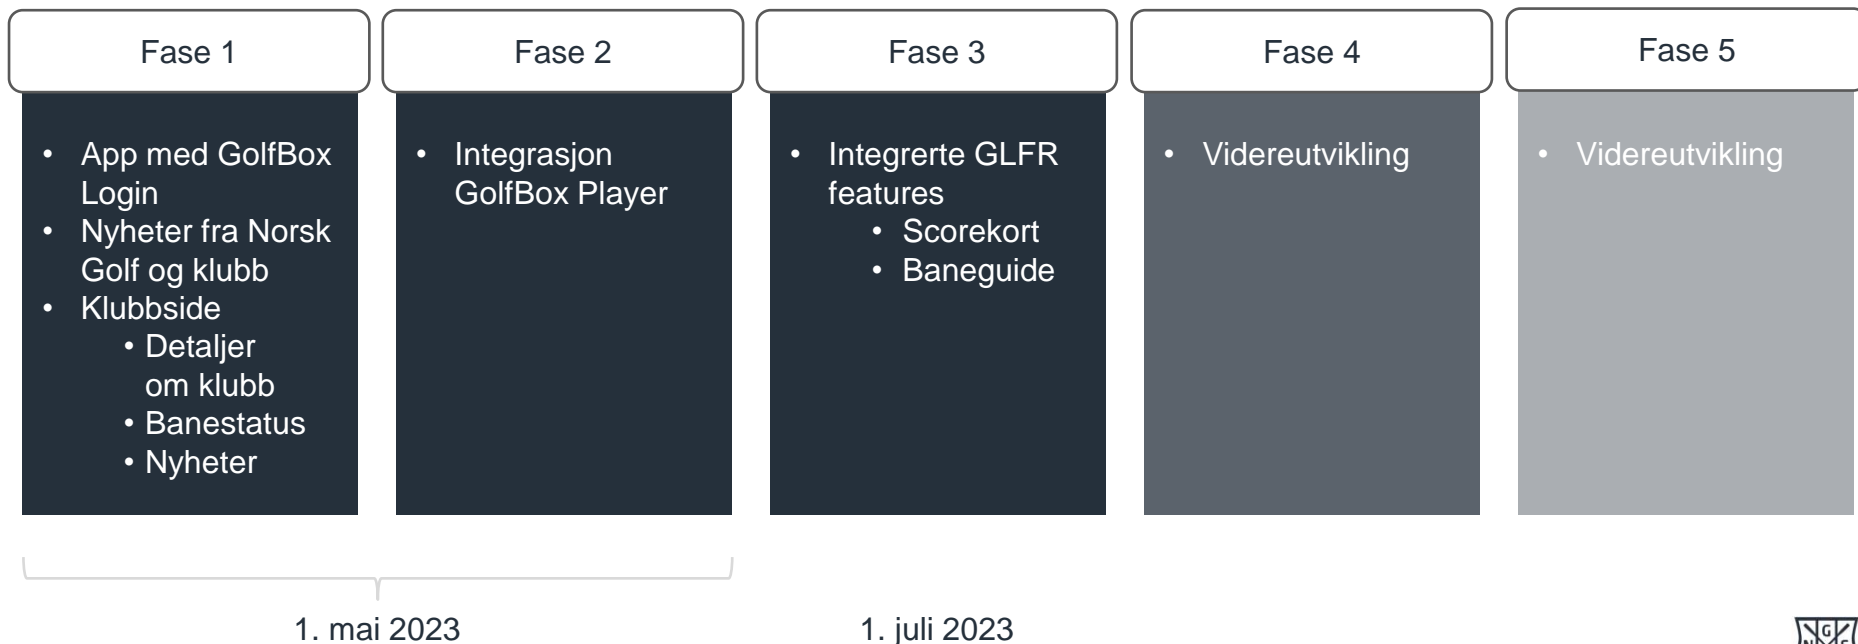 Fase 1
Fase 2
Fase 3
Fase 4
Fase 5
• App med GolfBox
Login
• Nyheter fra Norsk
Golf og klubb
• Klubbside
• Detaljer
om klubb
• Banestatus
• Nyheter
• Integrasjon
GolfBox Player
• Integrerte GLFR
features
• Scorekort
• Baneguide
• Videreutvikling
• Videreutvikling
1. mai 2023
1. juli 2023